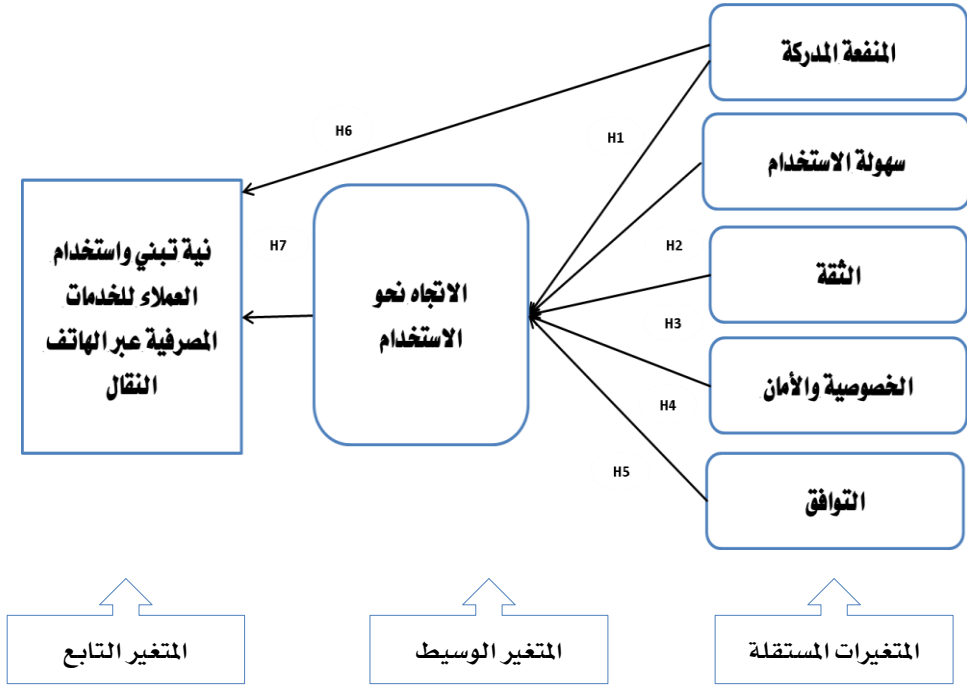 المنفعة المدركة
سهولة الاستخدام
الثقة
الخصوصية والأمان
التوافق
H1
H2
H3
H4
H5
H6
H7
الاتجاه نحو
الاستخدام
نية تبني واستخدام
العملاء للخدمات
المصرفية عبر الهاتف
النقال
المتغيرات المستقلة
المتغير الوسيط
المتغير التابع